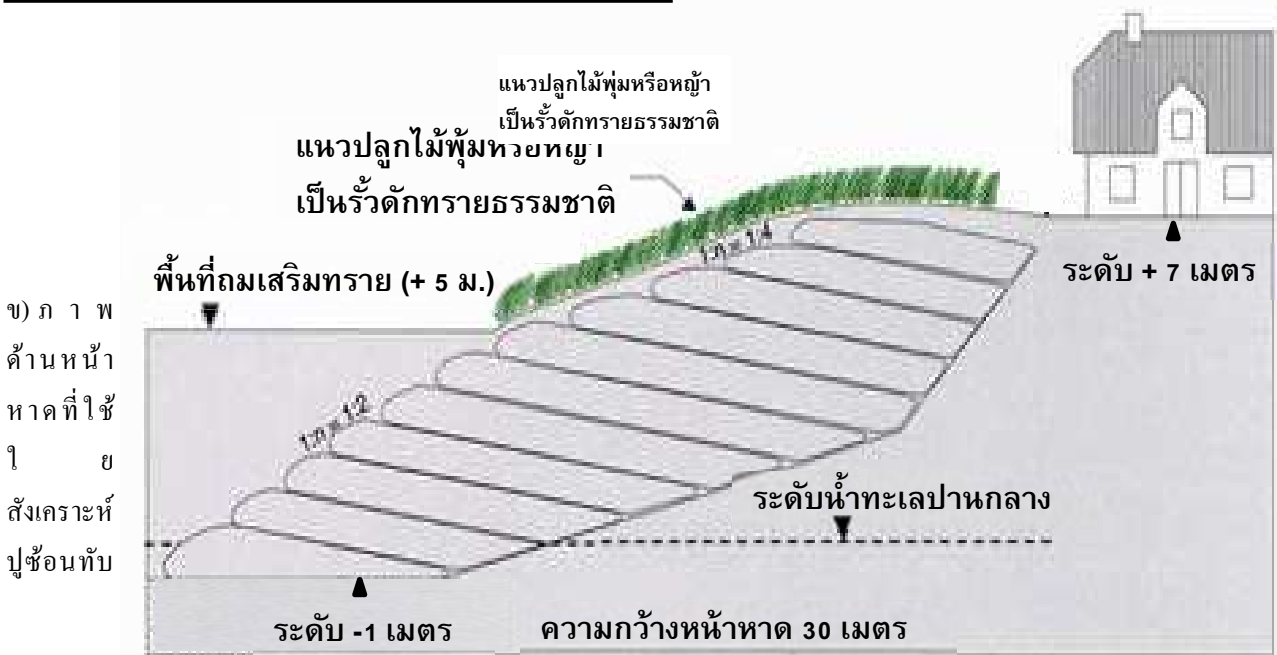 แหวปลูกไม้พุ่มหรือหญ้า
เป็นรั้วดักทรายธรรมชาติ
แหวปลูกไม้พุ่มหรือหญ้า
เป็นรั้วดักทรายธรรมชาติ
1:n = 1:4
พื้นที่ถมเสริมทราย (+ 5 ม.)
ระดับ + 7 เมตร
ข) ภ า พ
ด้านหน้า
หาดที่ใช้
ใ ย
สังเคราะห์
ปูซ้อนทับ
1:n = 1:2
ระดับน้ำทะเลปานกลาง
ระดับ -1 เมตร
ความกว้างหน้าหาด 30 เมตร